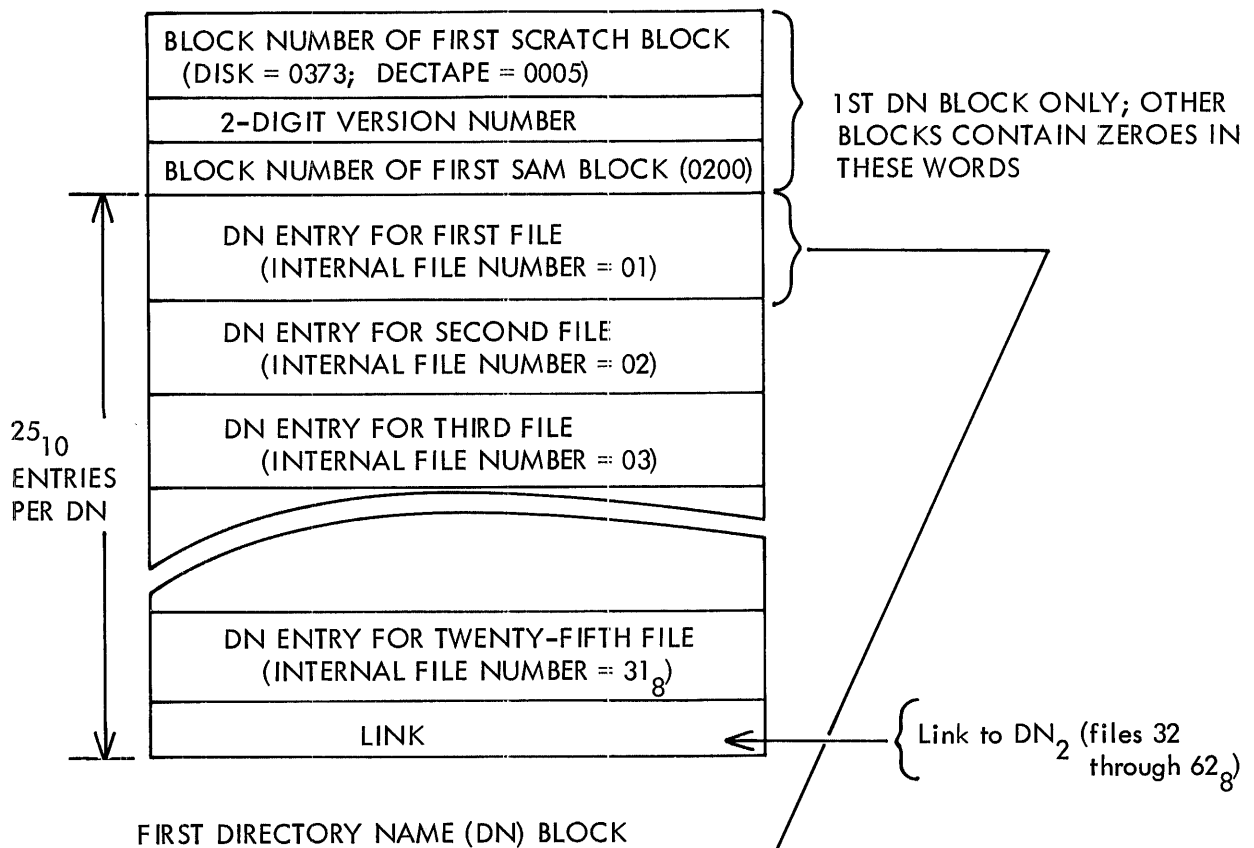 BLOCK NUMBER OF FIRST SCRATCH BLOCK
(DISK = 0373; DECTAPE = 0005)
2-DIGIT VERSION NUMBER
BLOCK NUMBER OF FIRST SAM BLOCK (0200)
1ST DN BLOCK ONLY; OTHER
BLOCKS CONTAIN ZEROES IN
THESE WORDS
DN ENTRY FOR FIRST FILE
(INTERNAL FILE NUMBER = 01)
DN ENTRY FOR SECOND FILE
(INTERNAL FILE NUMBER = 02)
DN ENTRY FOR THIRD FILE
(INTERNAL FILE NUMBER = 03)
25₁₀
ENTRIES
PER DN
DN ENTRY FOR TWENTY-FIFTH FILE
(INTERNAL FILE NUMBER = 31₈)
LINK
Link to DN₂ (files 32
through 62₈)
FIRST DIRECTORY NAME (DN) BLOCK